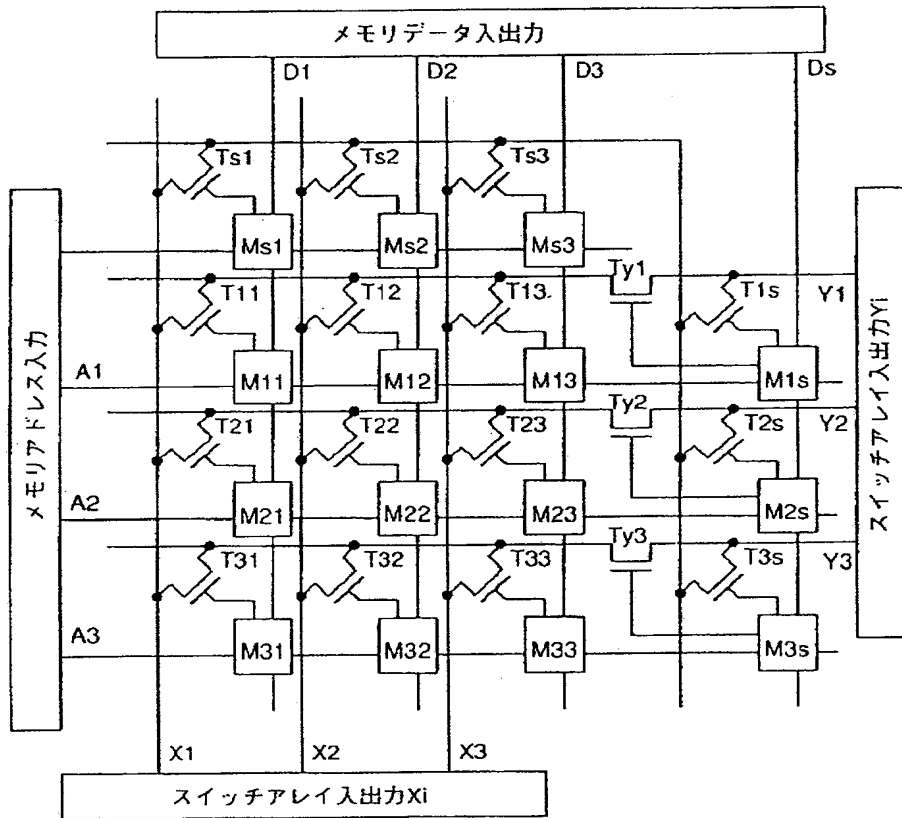 メモリデータ入出力
D1 D2 D3 Ds
Ts1 Ts2 Ts3
Ms1 Ms2 Ms3
Ty1
T11 T12 T13. T1s Y1
A1 M11 M12 M13 M1s
Ty2
T21 T22 T23 T2s Y2
A2 M21 M22 M23 M2s
Ty3
T31 T32 T33 T3s Y3
A3 M31 M32 M33 M3s
X1 X2 X3
メモリアドレス入力
スイッチアレイ入出力Yi
スイッチアレイ入出力Xi